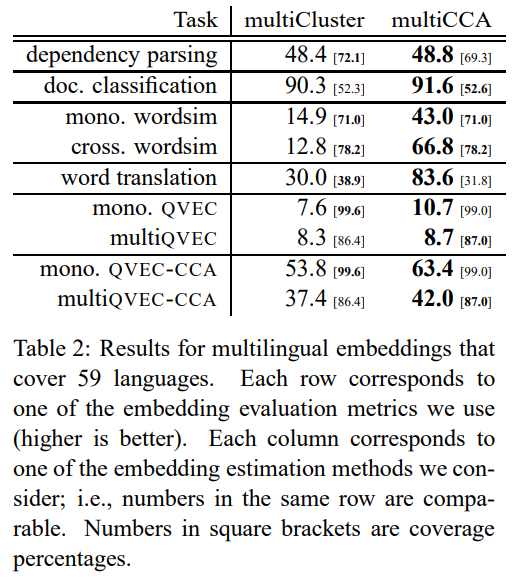 Task multiCluster multiCCA
dependency parsing 48.4 [72.1] 48.8 [69.3]
doc. classification 90.3 [52.3] 91.6 [52.6]
mono. wordsim 14.9 [71.0] 43.0 [71.0]
cross. wordsim 12.8 [78.2] 66.8 [78.2]
word translation 30.0 [38.9] 83.6 [31.8]
mono. QVEC 7.6 [99.6] 10.7 [99.0]
multiQVEC 8.3 [86.4] 8.7 [87.0]
mono. QVEC-CCA 53.8 [99.6] 63.4 [99.0]
multiQVEC-CCA 37.4 [86.4] 42.0 [87.0]
Table 2: Results for multilingual embeddings that
cover 59 languages. Each row corresponds to
one of the embedding evaluation metrics we use
(higher is better). Each column corresponds to
one of the embedding estimation methods we con-
sider; i.e., numbers in the same row are compa-
rable. Numbers in square brackets are coverage
percentages.